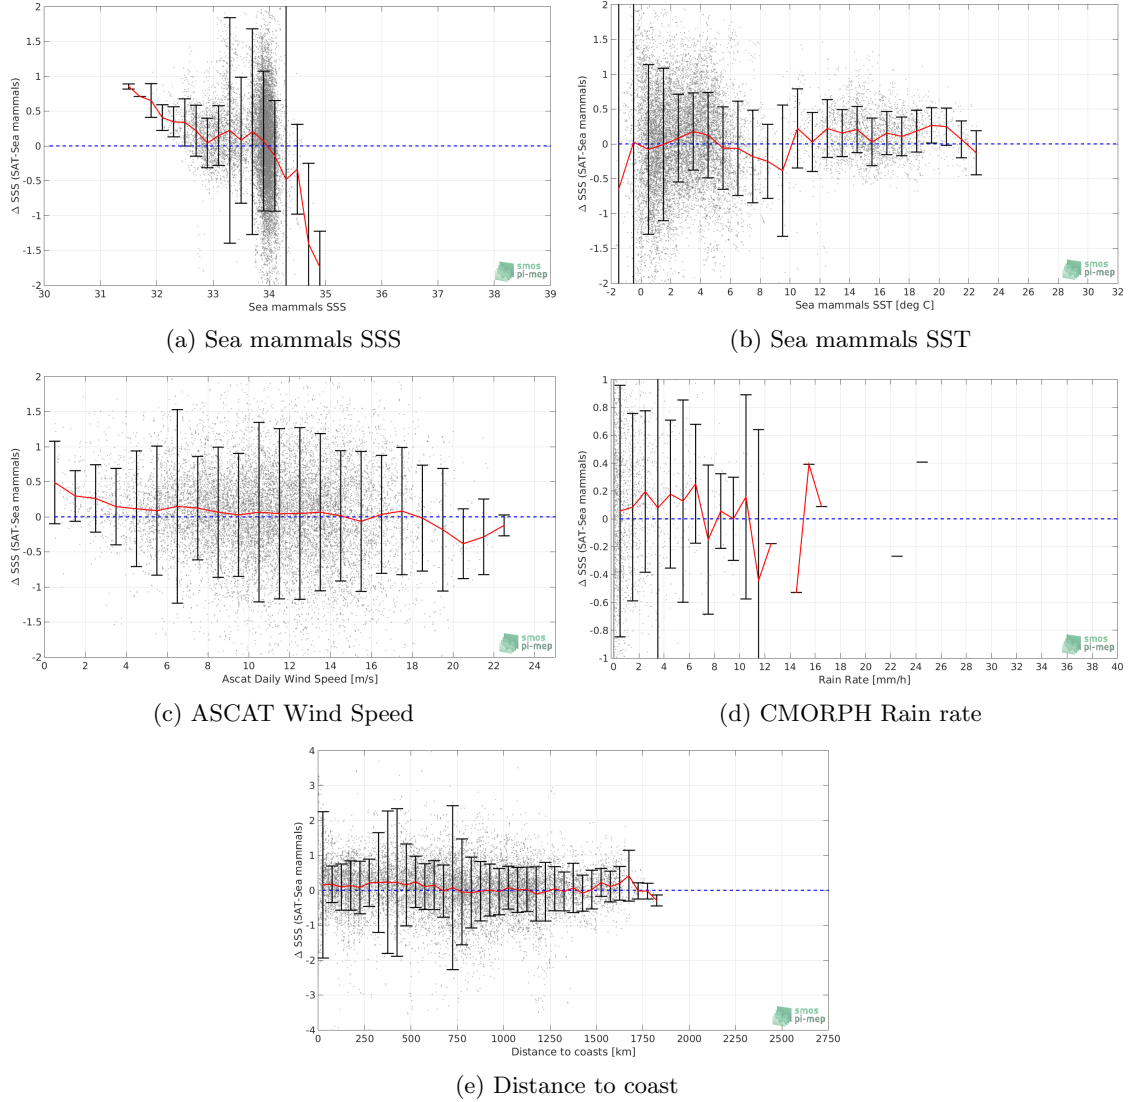 2
1.5
1
0.5
0
-0.5
-1
-1.5
-2
Δ SSS (SAT-Sea mammals)
30 31 32 33 34 35 36 37 38 39
Sea mammals SSS
smos
pi-mep
(a) Sea mammals SSS
2
1.5
1
0.5
0
-0.5
-1
-1.5
-2
Δ SSS (SAT-Sea mammals)
-2 0 2 4 6 8 10 12 14 16 18 20 22 24 26 28 30 32
Sea mammals SST [deg C]
smos
pi-mep
(b) Sea mammals SST
2
1.5
1
0.5
0
-0.5
-1
-1.5
-2
Δ SSS (SAT-Sea mammals)
0 2 4 6 8 10 12 14 16 18 20 22 24
Ascat Daily Wind Speed [m/s]
smos
pi-mep
(c) ASCAT Wind Speed
1
0.8
0.6
0.4
0.2
0
-0.2
-0.4
-0.6
-0.8
-1
Δ SSS (SAT-Sea mammals)
0 2 4 6 8 10 12 14 16 18 20 22 24 26 28 30 32 34 36 38 40
Rain Rate [mm/h]
smos
pi-mep
(d) CMORPH Rain rate
4
3
2
1
0
-1
-2
-3
-4
Δ SSS (SAT-Sea mammals)
0 250 500 750 1000 1250 1500 1750 2000 2250 2500 2750
Distance to coasts [km]
smos
pi-mep
(e) Distance to coast